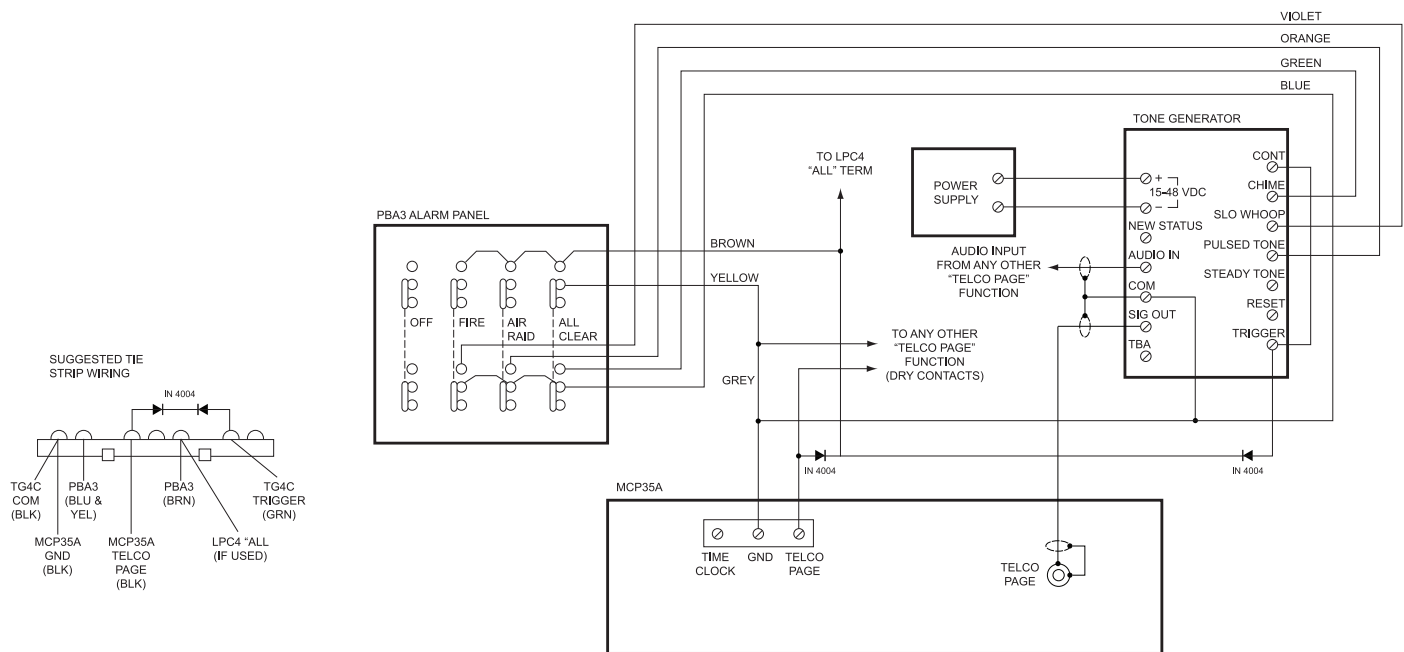 VIOLET
ORANGE
GREEN
BLUE
TONE GENERATOR
TO LPC4
“ALL” TERM
POWER
SUPPLY
+
15-48 VDC
–
NEW STATUS
AUDIO IN
COM
SIG OUT
TBA
CONT
CHIME
SLO WHOOP
PULSED TONE
STEADY TONE
RESET
TRIGGER
PBA3 ALARM PANEL
BROWN
YELLOW
AUDIO INPUT
FROM ANY OTHER
“TELCO PAGE”
FUNCTION
OFF
FIRE
AIR
RAID
ALL
CLEAR
TO ANY OTHER
“TELCO PAGE”
FUNCTION
(DRY CONTACTS)
GREY
SUGGESTED TIE
STRIP WIRING
IN 4004
TG4C
COM
(BLK)
PBA3
(BLU &
YEL)
PBA3
(BRN)
TG4C
TRIGGER
(GRN)
MCP35A
GND
(BLK)
MCP35A
TELCO
PAGE
(BLK)
LPC4 “ALL
(IF USED)
IN 4004
IN 4004
MCP35A
TIME
CLOCK
GND
TELCO
PAGE
TELCO
PAGE